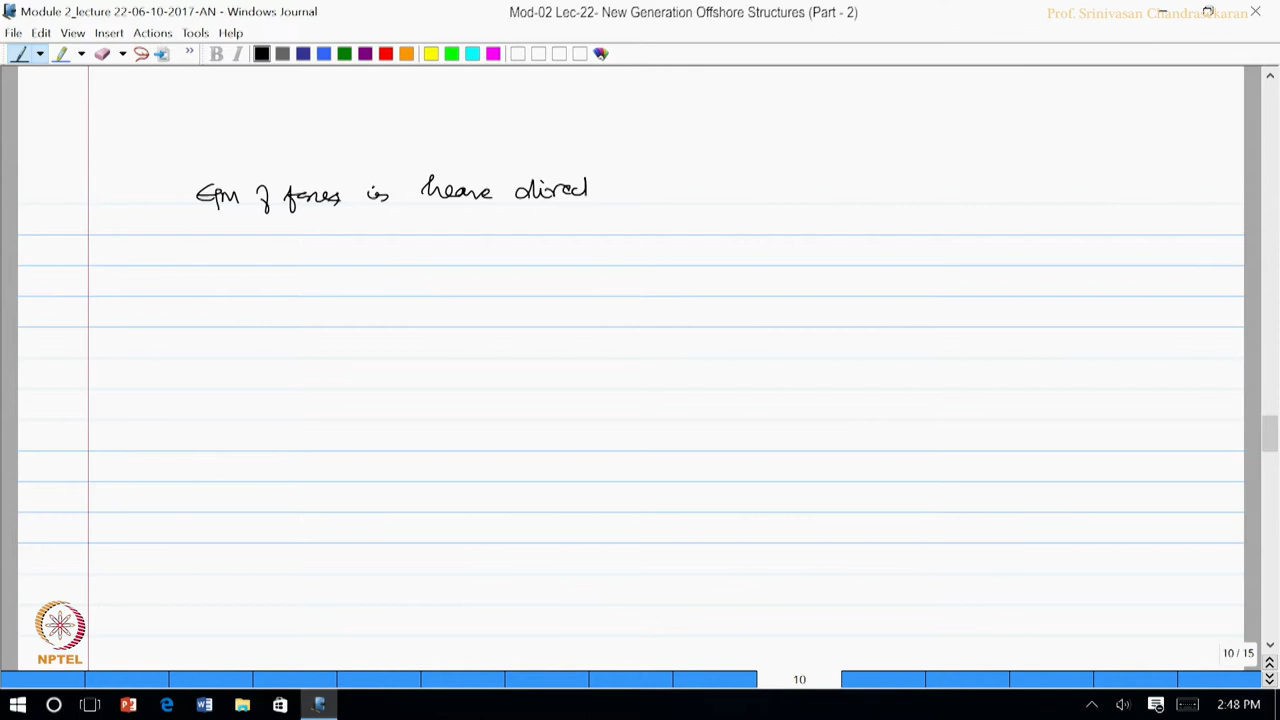 Module 2_lecture 22-06-10-2017-AN - Windows Journal
Mod-02 Lec-22- New Generation Offshore Structures (Part - 2)
Prof. Srinivasan Chandrasekaran
File Edit View Insert Actions Tools Help
B I
Eqm of forces in heave direct
NPTEL
10 / 15
10
2:48 PM